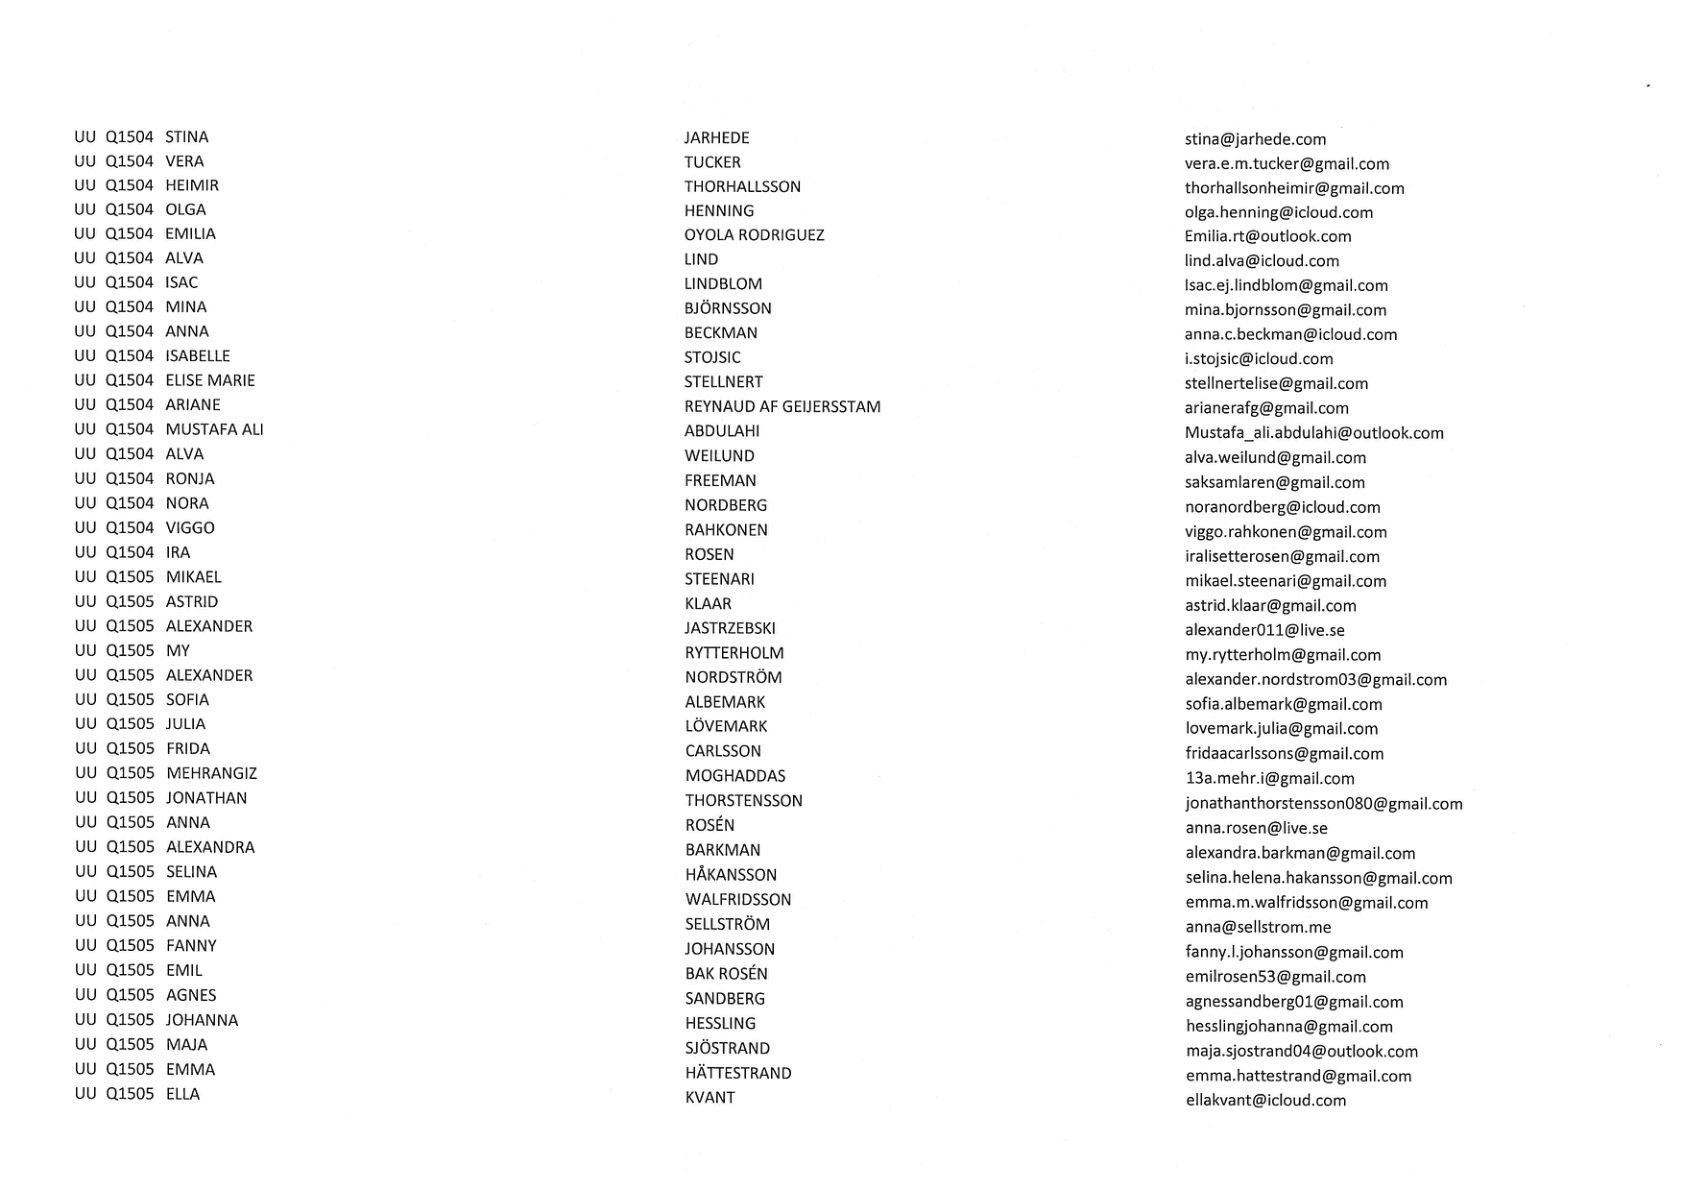 UU Q1504 STINA JARHEDE stina@jarhede.com
UU Q1504 VERA TUCKER vera.e.m.tucker@gmail.com
UU Q1504 HEIMIR THORHALLSSON thorhallsonheimir@gmail.com
UU Q1504 OLGA HENNING olga.henning@icloud.com
UU Q1504 EMILIA OYOLA RODRIGUEZ Emilia.rt@outlook.com
UU Q1504 ALVA LIND lind.alva@icloud.com
UU Q1504 ISAC LINDBLOM Isac.ej.lindblom@gmail.com
UU Q1504 MINA BJÖRNSSON mina.bjornsson@gmail.com
UU Q1504 ANNA BECKMAN anna.c.beckman@icloud.com
UU Q1504 ISABELLE STOJSIC i.stojsic@icloud.com
UU Q1504 ELISE MARIE STELLNERT stellnertelise@gmail.com
UU Q1504 ARIANE REYNAUD AF GEIJERSSTAM arianerafg@gmail.com
UU Q1504 MUSTAFA ALI ABDULAHI Mustafa_ali.abdulahi@outlook.com
UU Q1504 ALVA WEILUND alva.weilund@gmail.com
UU Q1504 RONJA FREEMAN saksamlaren@gmail.com
UU Q1504 NORA NORDBERG noranordberg@icloud.com
UU Q1504 VIGGO RAHKONEN viggo.rahkonen@gmail.com
UU Q1504 IRA ROSEN iralisetterosen@gmail.com
UU Q1505 MIKAEL STEENARI mikael.steenari@gmail.com
UU Q1505 ASTRID KLAAR astrid.klaar@gmail.com
UU Q1505 ALEXANDER JASTRZEBSKI alexander011@live.se
UU Q1505 MY RYTTERHOLM my.rytterholm@gmail.com
UU Q1505 ALEXANDER NORDSTRÖM alexander.nordstrom03@gmail.com
UU Q1505 SOFIA ALBEMARK sofia.albemark@gmail.com
UU Q1505 JULIA LÖVEMARK lovemark.julia@gmail.com
UU Q1505 FRIDA CARLSSON fridaacarlssons@gmail.com
UU Q1505 MEHRANGIZ MOGHADDAS 13a.mehr.i@gmail.com
UU Q1505 JONATHAN THORSTENSSON jonathanthorstensson080@gmail.com
UU Q1505 ANNA ROSÉN anna.rosen@live.se
UU Q1505 ALEXANDRA BARKMAN alexandra.barkman@gmail.com
UU Q1505 SELINA HÅKANSSON selina.helena.hakansson@gmail.com
UU Q1505 EMMA WALFRIDSSON emma.m.walfridsson@gmail.com
UU Q1505 ANNA SELLSTRÖM anna@sellstrom.me
UU Q1505 FANNY JOHANSSON fanny.l.johansson@gmail.com
UU Q1505 EMIL BAK ROSÉN emilrosen53@gmail.com
UU Q1505 AGNES SANDBERG agnessandberg01@gmail.com
UU Q1505 JOHANNA HESSLING hesslingjohanna@gmail.com
UU Q1505 MAJA SJÖSTRAND maja.sjostrand04@outlook.com
UU Q1505 EMMA HÄTTESTRAND emma.hattestrand@gmail.com
UU Q1505 ELLA KVANT ellakvant@icloud.com